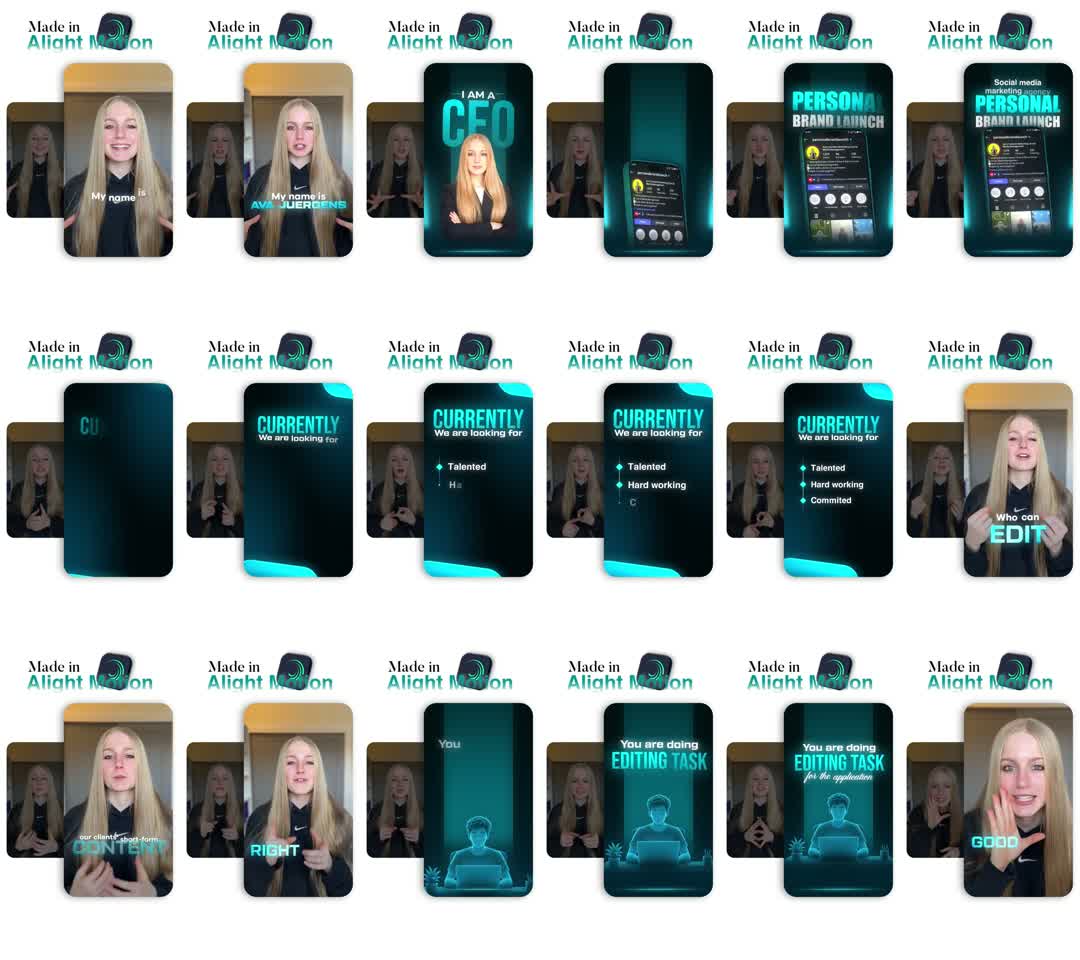 Made in
Alight Motion
My name is
Made in
Alight Motion
My name is
AVA JUERGENS
Made in
Alight Motion
I AM A
CEO
Made in
Alight Motion
Made in
Alight Motion
PERSONAL
BRAND LAUNCH
Made in
Alight Motion
Social media
marketing agency
PERSONAL
BRAND LAUNCH
Made in
Alight Motion
CU
Made in
Alight Motion
CURRENTLY
We are looking for
Made in
Alight Motion
CURRENTLY
We are looking for
Talented
Ha
Made in
Alight Motion
CURRENTLY
We are looking for
Talented
Hard working
C
Made in
Alight Motion
CURRENTLY
We are looking for
Talented
Hard working
Commited
Made in
Alight Motion
Who can
EDIT
Made in
Alight Motion
our clients' short-form
CONTENT
Made in
Alight Motion
RIGHT
Made in
Alight Motion
You
Made in
Alight Motion
You are doing
EDITING TASK
Made in
Alight Motion
You are doing
EDITING TASK
for the application
Made in
Alight Motion
GOOD